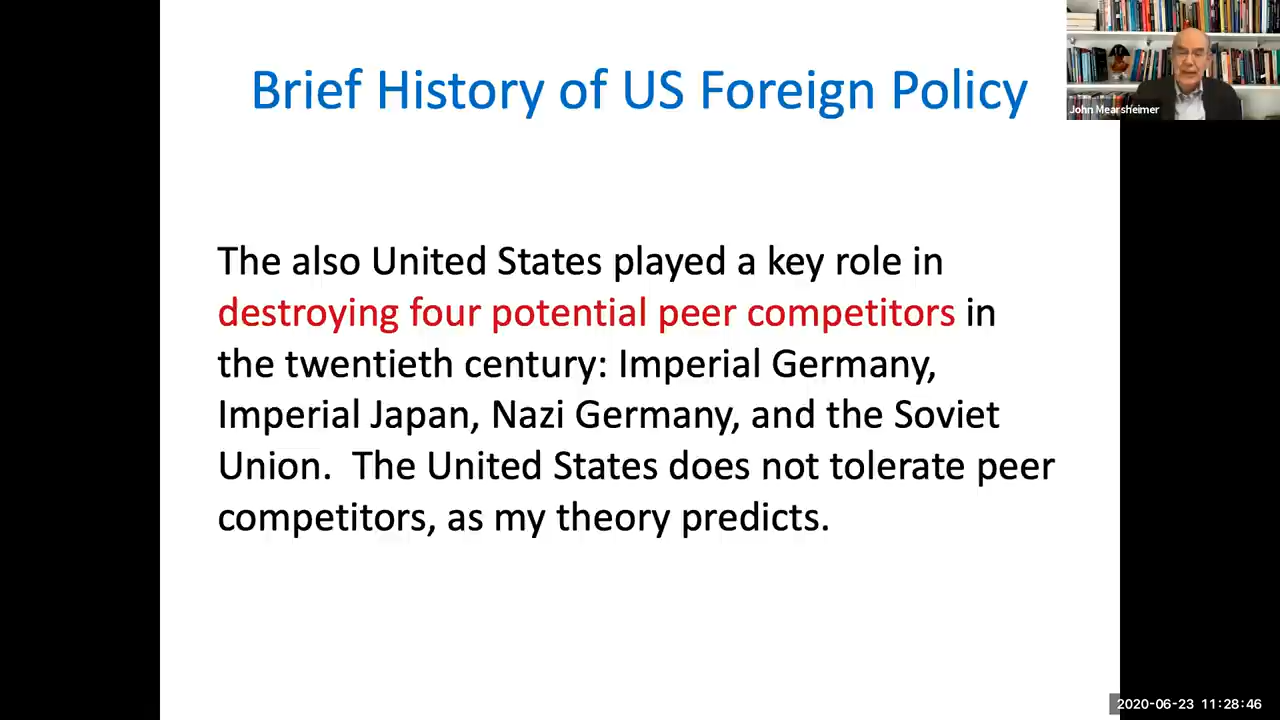 Brief History of US Foreign Policy
John Mearsheimer
The also United States played a key role in
destroying four potential peer competitors in
the twentieth century: Imperial Germany,
Imperial Japan, Nazi Germany, and the Soviet
Union.  The United States does not tolerate peer
competitors, as my theory predicts.
2020-06-23 11:28:46